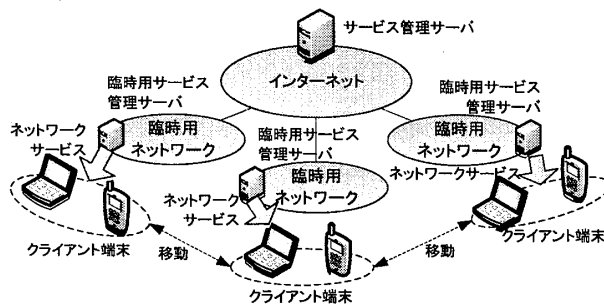 サービス管理サーバ
インターネット
臨時用サービス
管理サーバ
臨時用
ネットワーク
ネットワーク
サービス
クライアント端末
移動
臨時用サービス
管理サーバ
臨時用
ネットワーク
ネットワーク
サービス
クライアント端末
移動
臨時用サービス
管理サーバ
臨時用
ネットワーク
ネットワークサービス
クライアント端末